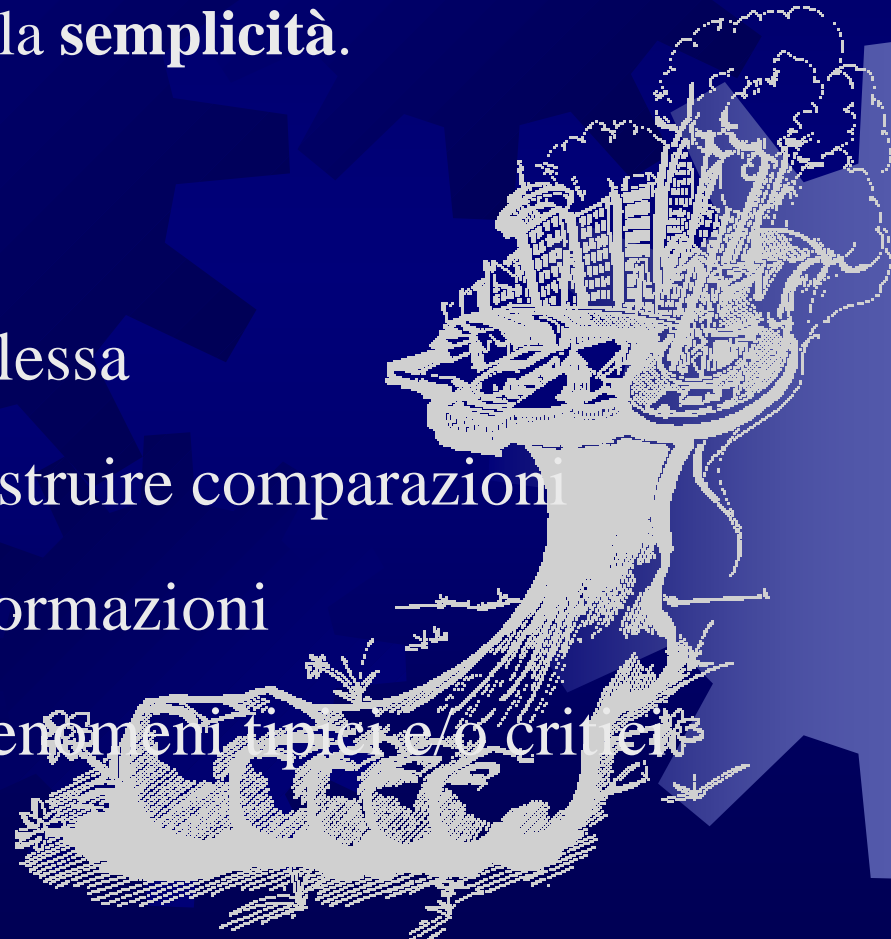 la semplicità.
lessa
struire comparazioni
ormazioni
enomeni tipici e/o critici